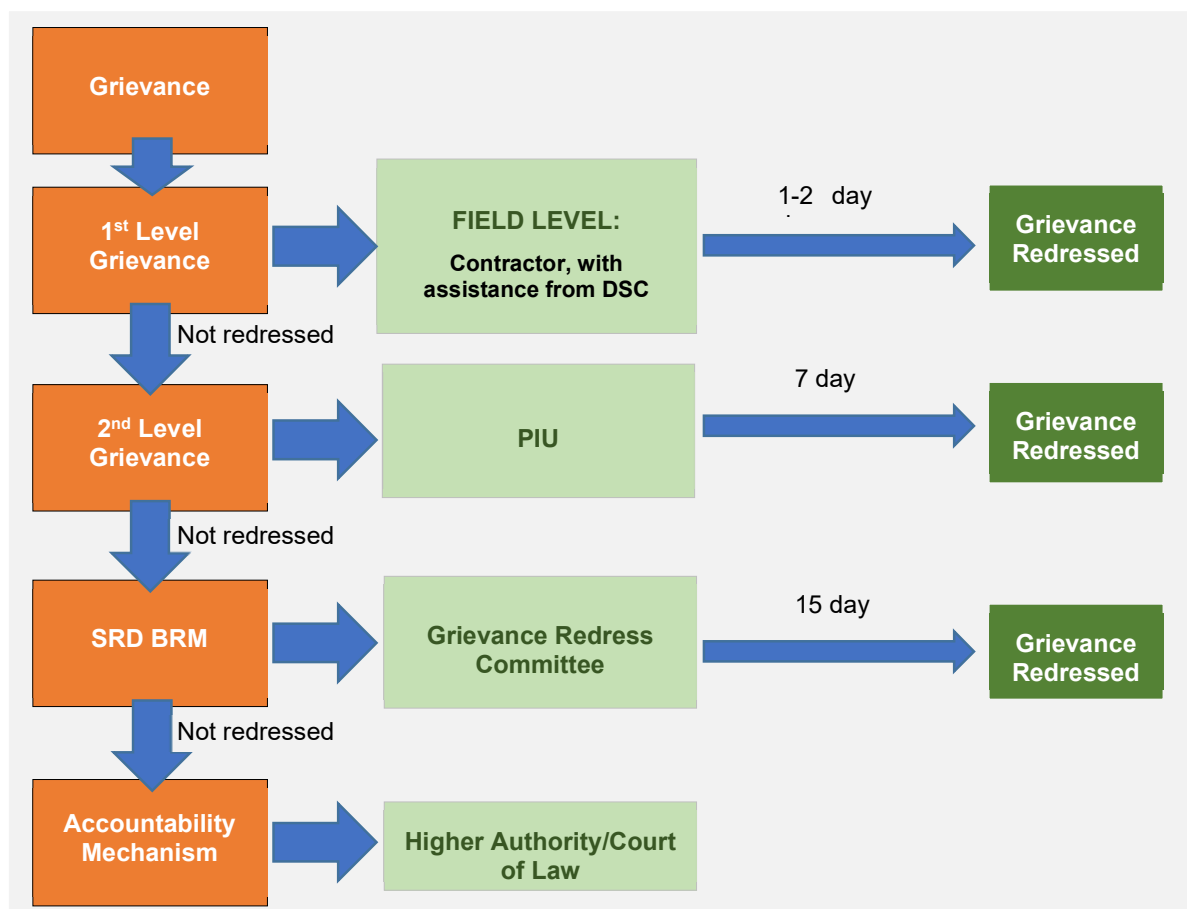 Grievance
1st Level
Grievance
FIELD LEVEL:
Contractor, with
assistance from DSC
1-2 day
Grievance
Redressed
Not redressed
2nd Level
Grievance
PIU
7 day
Grievance
Redressed
Not redressed
SRD BRM
Grievance Redress
Committee
15 day
Grievance
Redressed
Not redressed
Accountability
Mechanism
Higher Authority/Court
of Law